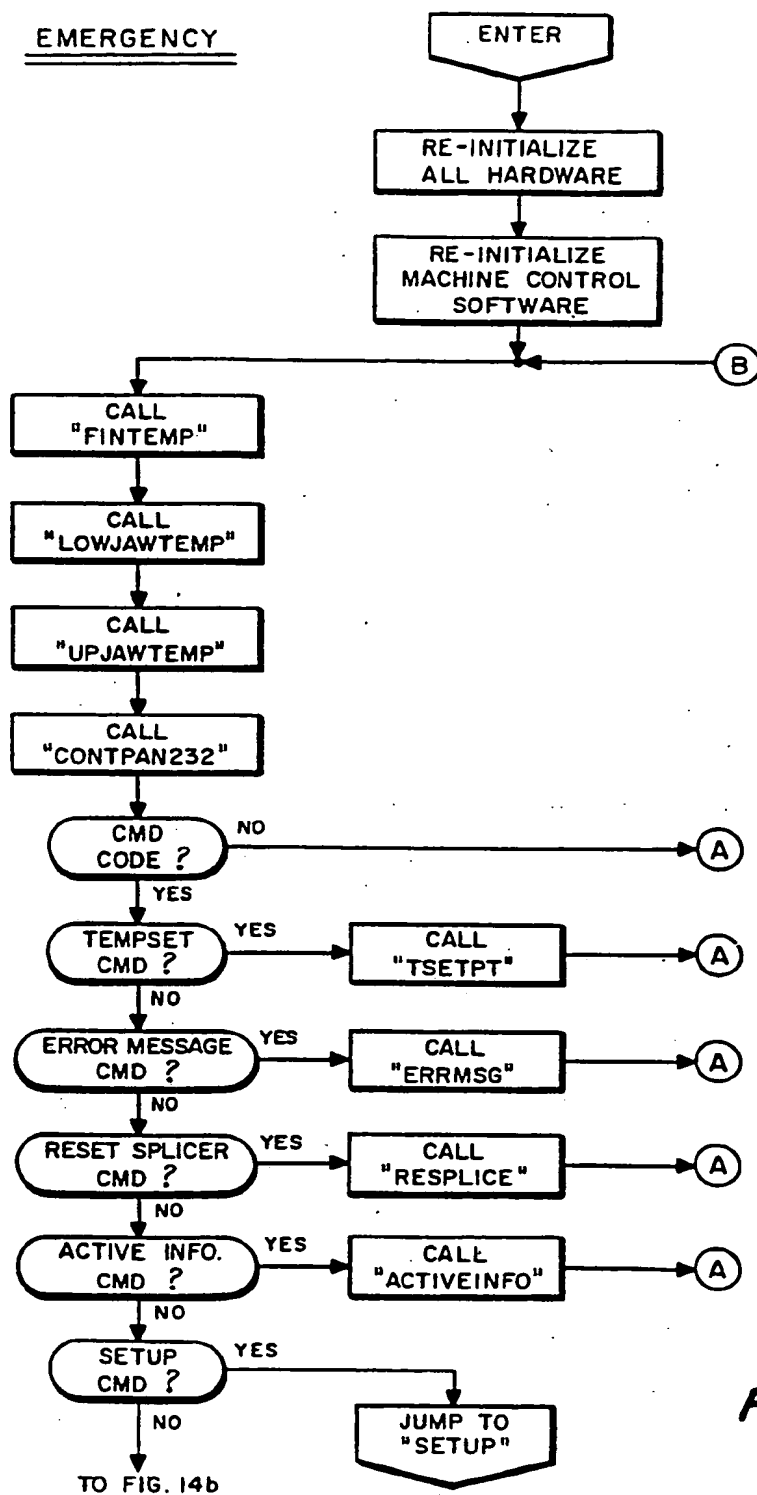 EMERGENCY
ENTER
RE-INITIALIZE
ALL HARDWARE
RE-INITIALIZE
MACHINE CONTROL
SOFTWARE
B
CALL
"FINTEMP"
CALL
"LOWJAWTEMP"
CALL
"UPJAWTEMP"
CALL
"CONTPAN232"
CMD
CODE ?
NO
A
YES
TEMPSET
CMD ?
YES
CALL
"TSETPT"
A
NO
ERROR MESSAGE
CMD ?
YES
CALL
"ERRMSG"
A
NO
RESET SPLICER
CMD ?
YES
CALL
"RESPLICE"
A
NO
ACTIVE INFO.
CMD ?
YES
CALL
"ACTIVEINFO"
A
NO
SETUP
CMD ?
YES
JUMP TO
"SETUP"
NO
TO FIG. 14b